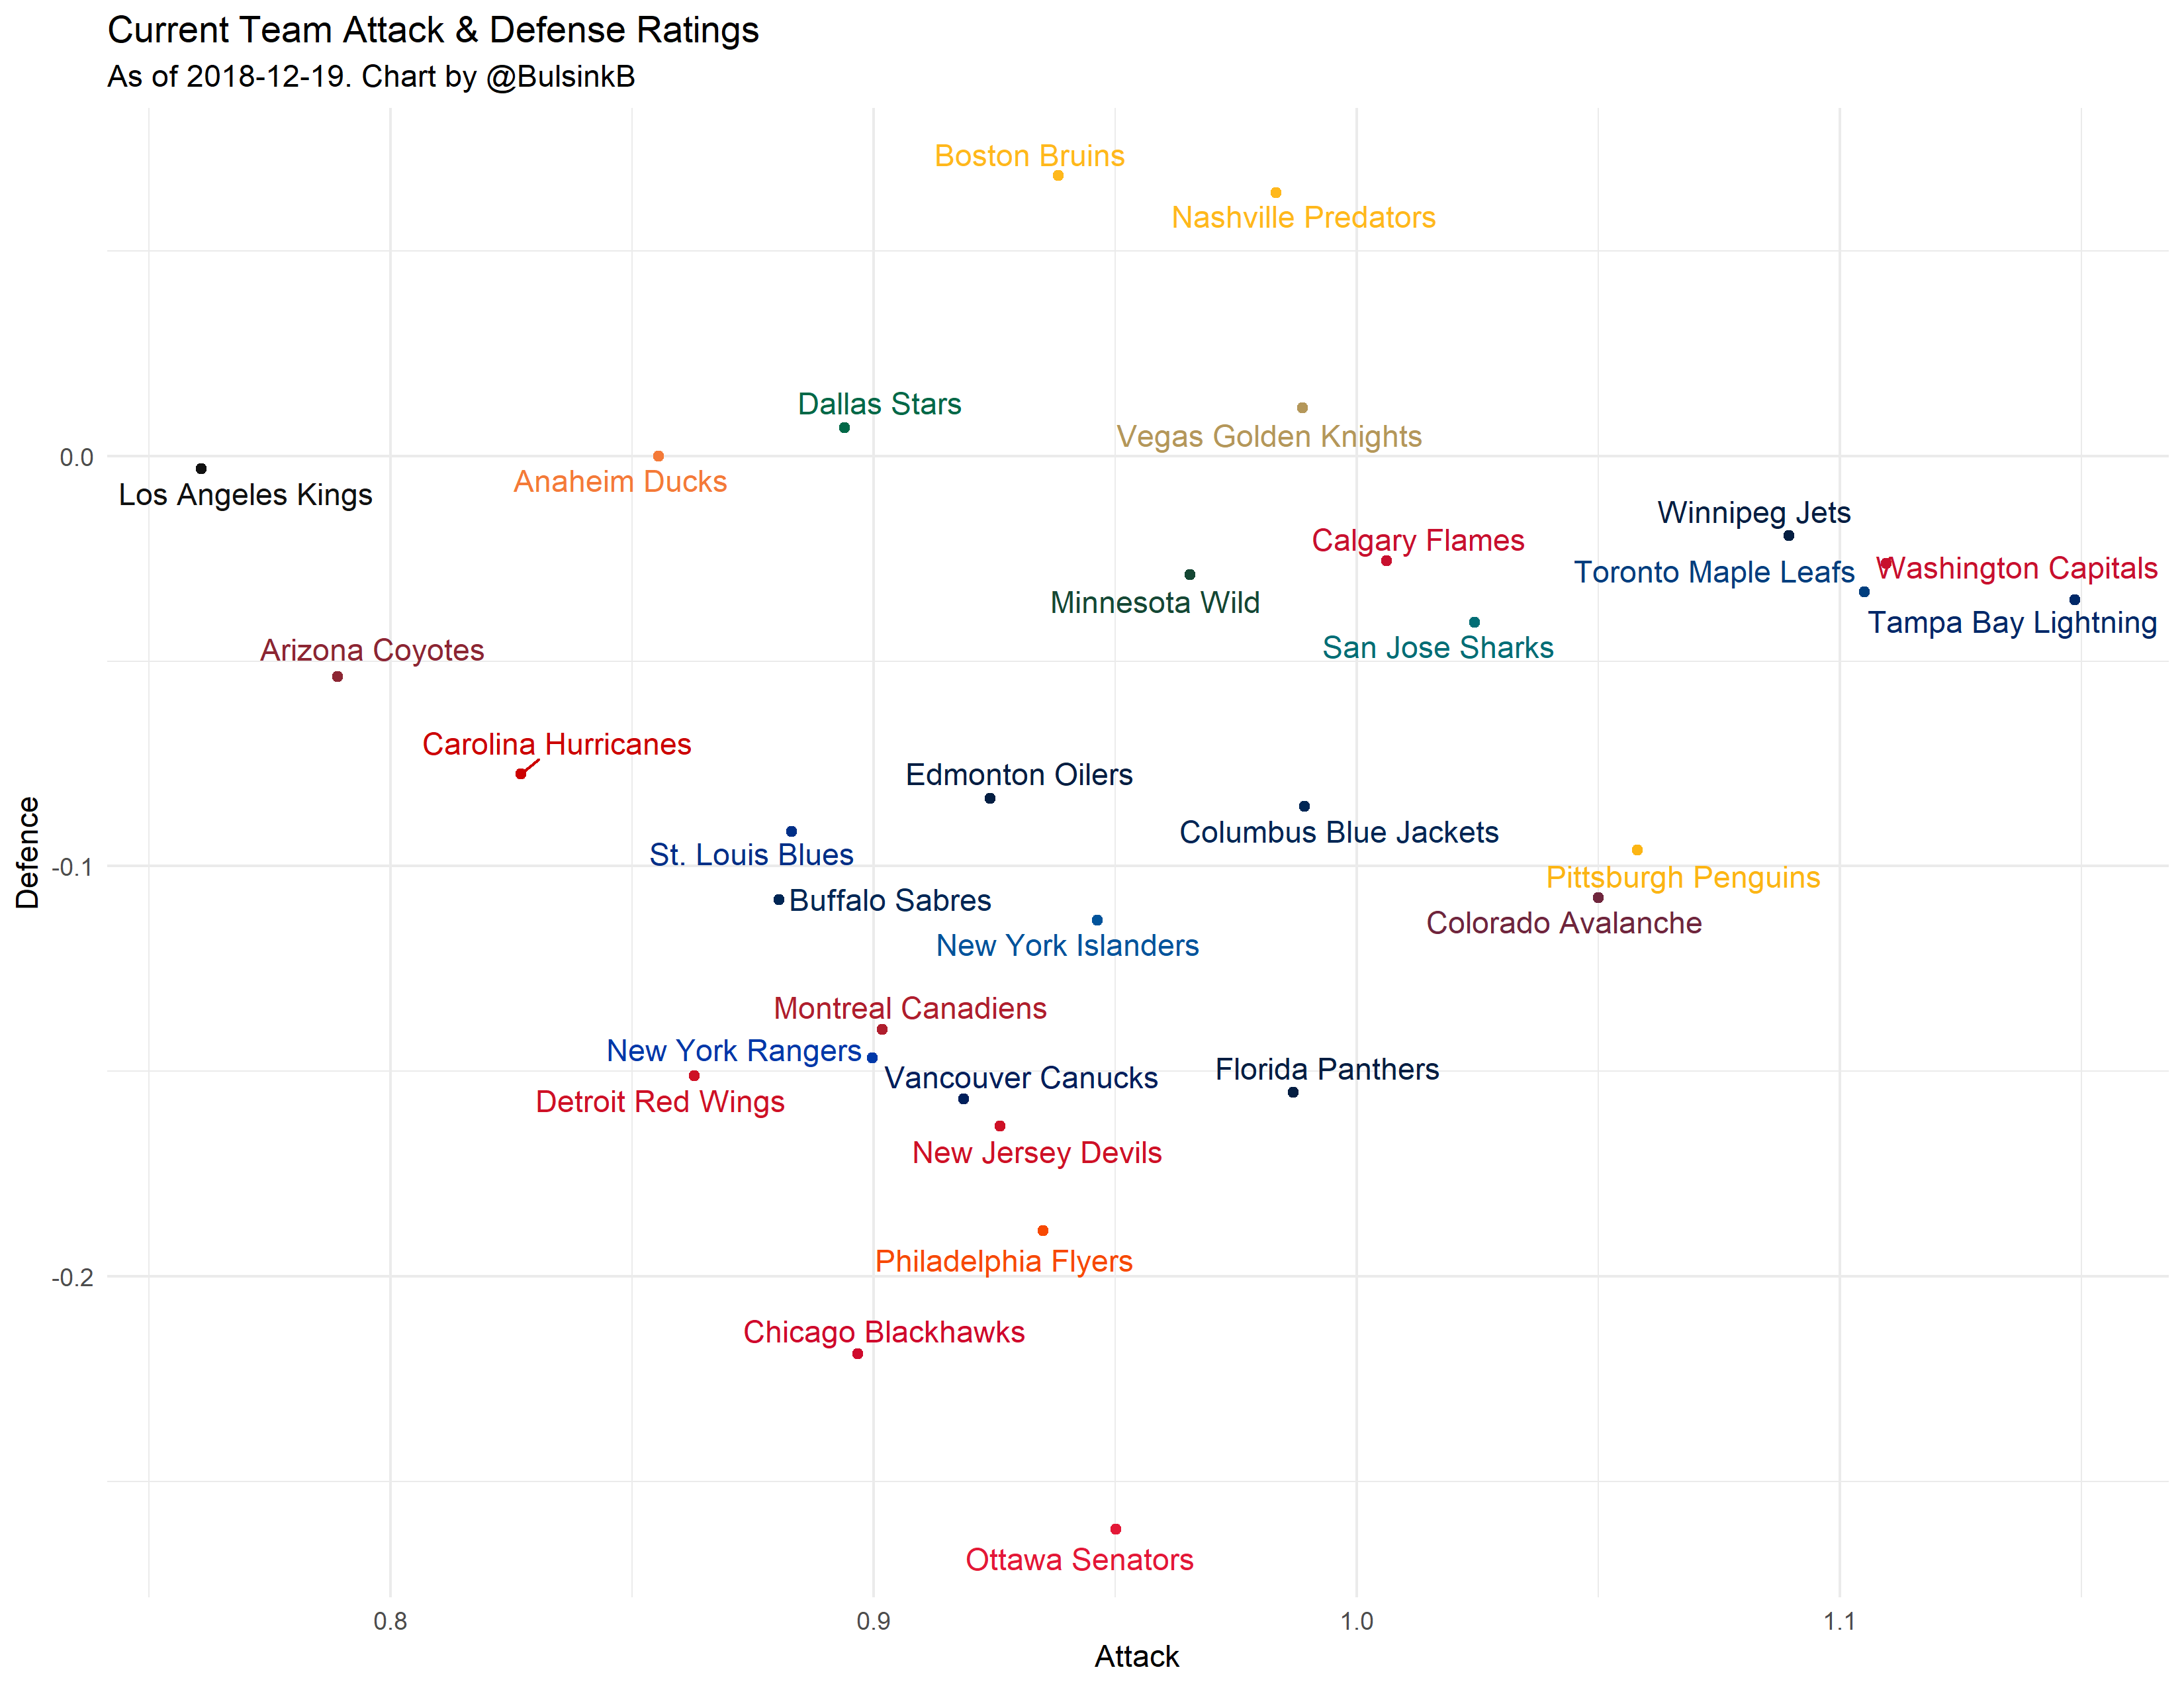 Current Team Attack & Defense Ratings
As of 2018-12-19. Chart by @BulsinkB
Boston Bruins
Nashville Predators
Dallas Stars
Vegas Golden Knights
0.0
Anaheim Ducks
Los Angeles Kings
Winnipeg Jets
Calgary Flames
Washington Capitals
Toronto Maple Leafs
Minnesota Wild
Tampa Bay Lightning
San Jose Sharks
Arizona Coyotes
Carolina Hurricanes
Edmonton Oilers
Columbus Blue Jackets
Defence
St. Louis Blues
-0.1
Pittsburgh Penguins
Buffalo Sabres
Colorado Avalanche
New York Islanders
Montreal Canadiens
New York Rangers
Florida Panthers
Vancouver Canucks
Detroit Red Wings
New Jersey Devils
Philadelphia Flyers
-0.2
Chicago Blackhawks
Ottawa Senators
0.8
0.9
1.0
1.1
Attack